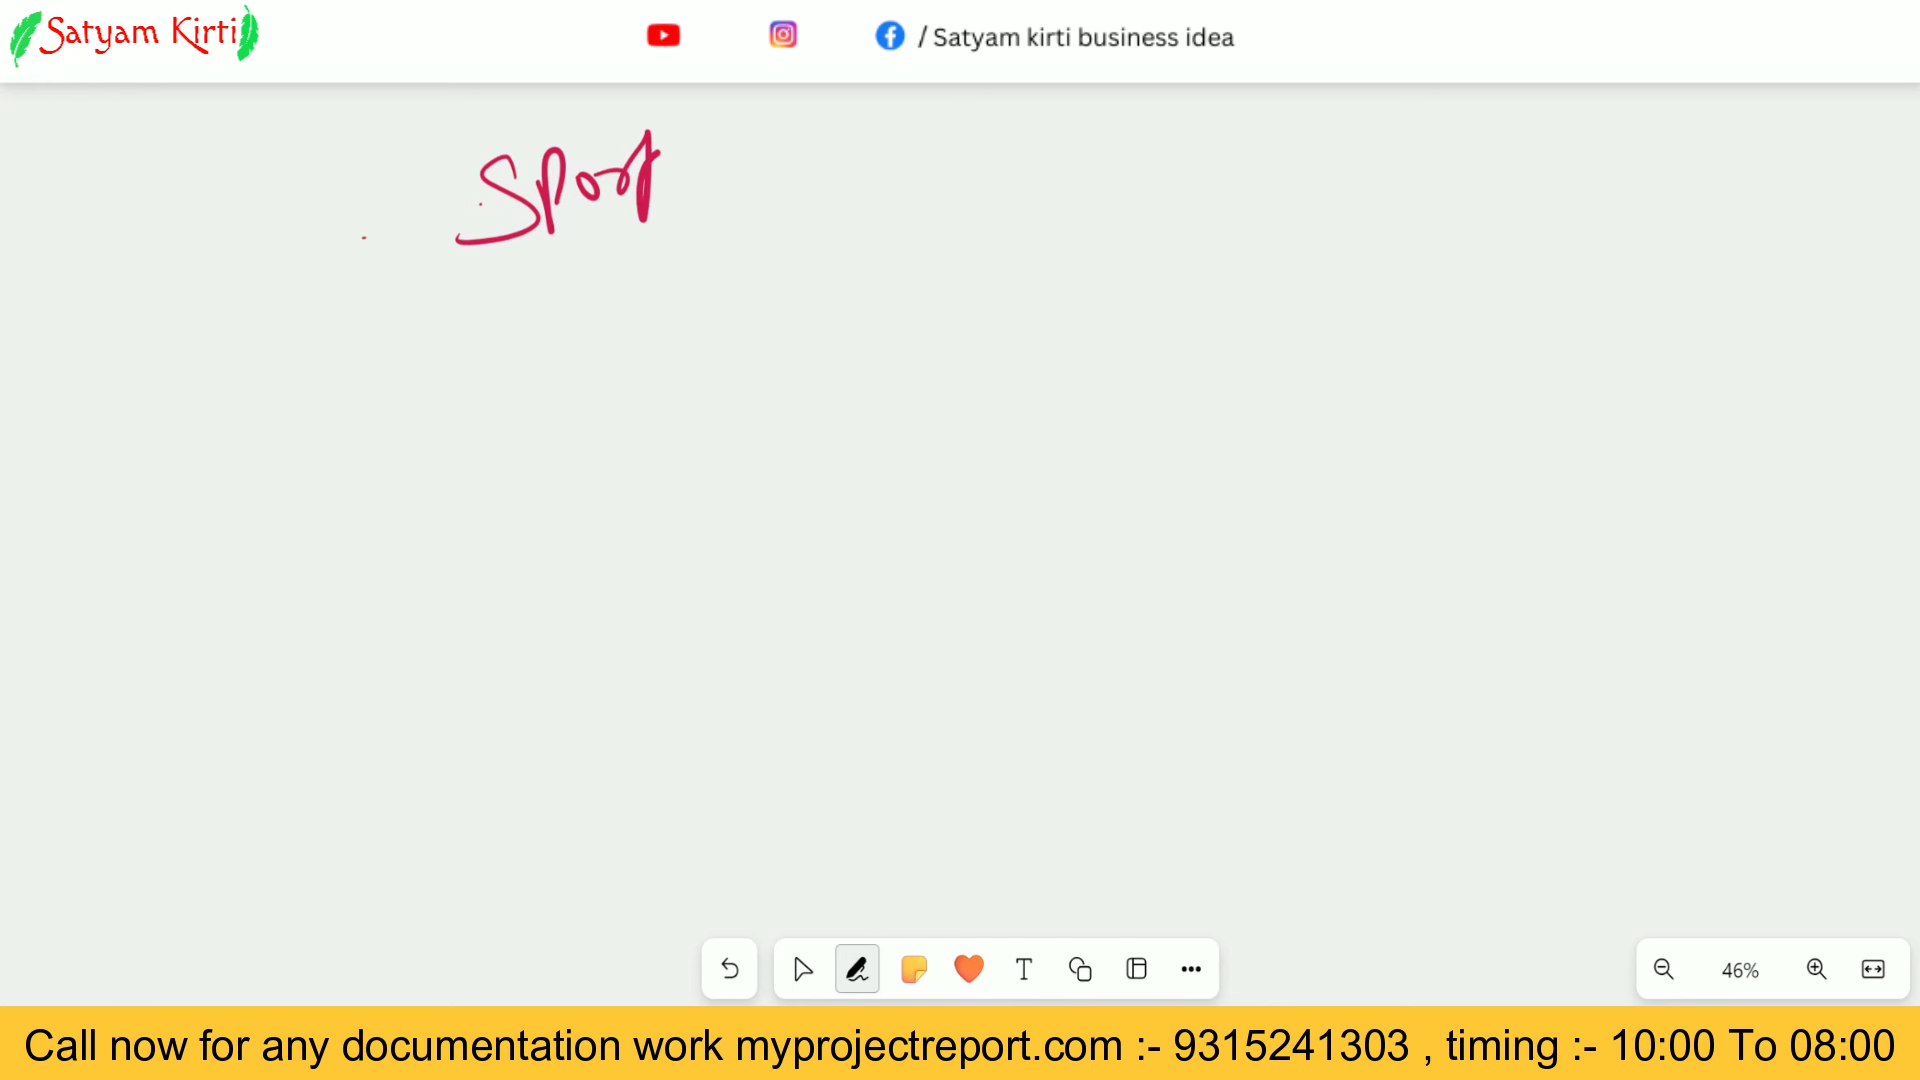 Satyam Kirti
/ Satyam kirti business idea
Sport
46%
Call now for any documentation work myprojectreport.com :- 9315241303 , timing :- 10:00 To 08:00